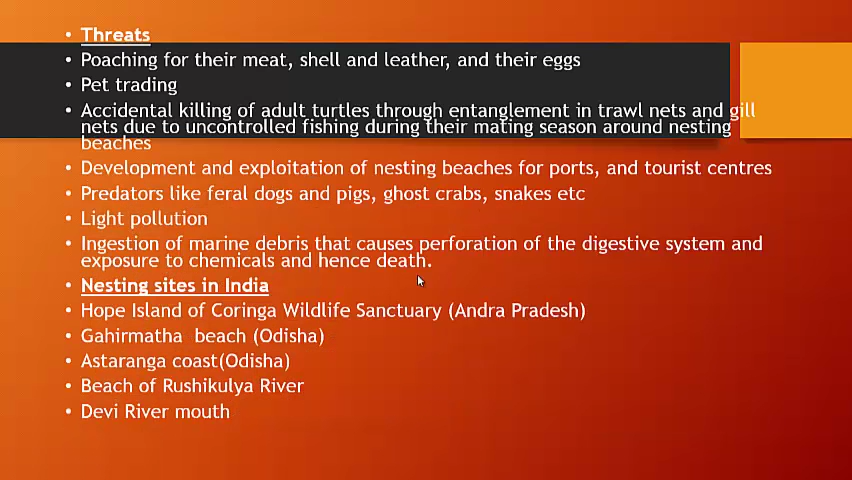 • Threats
• Poaching for their meat, shell and leather, and their eggs
• Pet trading
• Accidental killing of adult turtles through entanglement in trawl nets and gill
nets due to uncontrolled fishing during their mating season around nesting
beaches
• Development and exploitation of nesting beaches for ports, and tourist centres
• Predators like feral dogs and pigs, ghost crabs, snakes etc
• Light pollution
• Ingestion of marine debris that causes perforation of the digestive system and
exposure to chemicals and hence death.
• Nesting sites in India
• Hope Island of Coringa Wildlife Sanctuary (Andra Pradesh)
• Gahirmatha  beach (Odisha)
• Astaranga coast(Odisha)
• Beach of Rushikulya River
• Devi River mouth